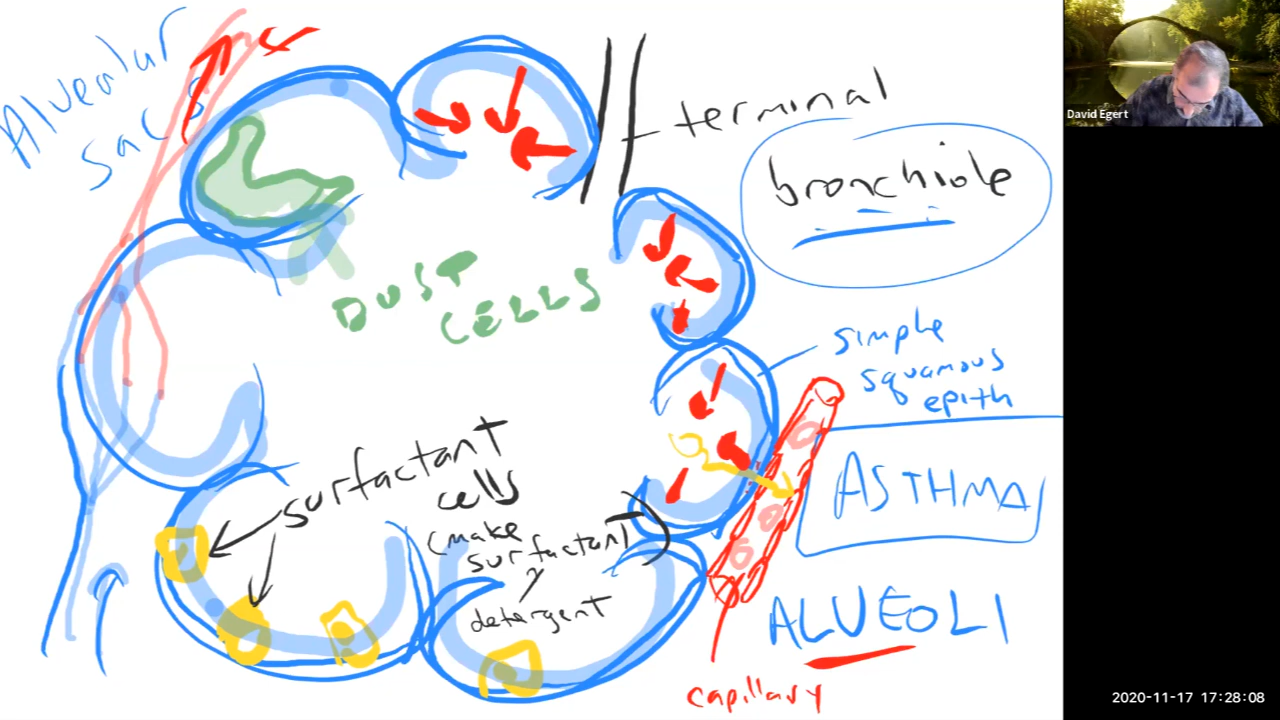 Alveolar
sacs
terminal
bronchiole
DUST
CELLS
simple
squamous
epith
ASTHMA
surfactant
cells
(make
surfactant)
detergent
ALVEOLI
capillary
David Egert
2020-11-17 17:28:08